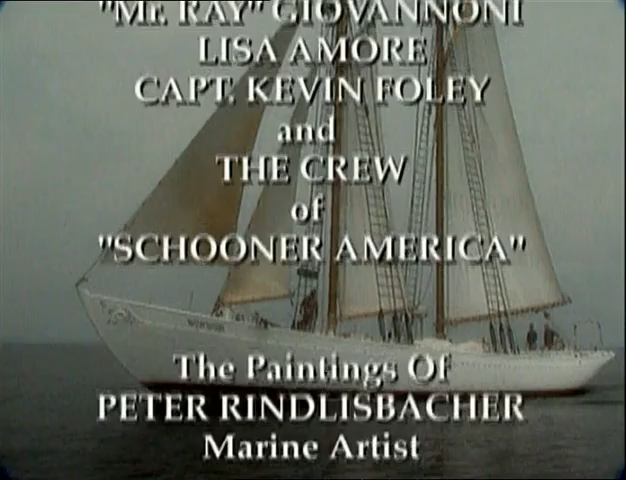 "Mr. RAY" GIOVANNONI
LISA AMORE
CAPT. KEVIN FOLEY
and
THE CREW
of
"SCHOONER AMERICA"
The Paintings Of
PETER RINDLISBACHER
Marine Artist